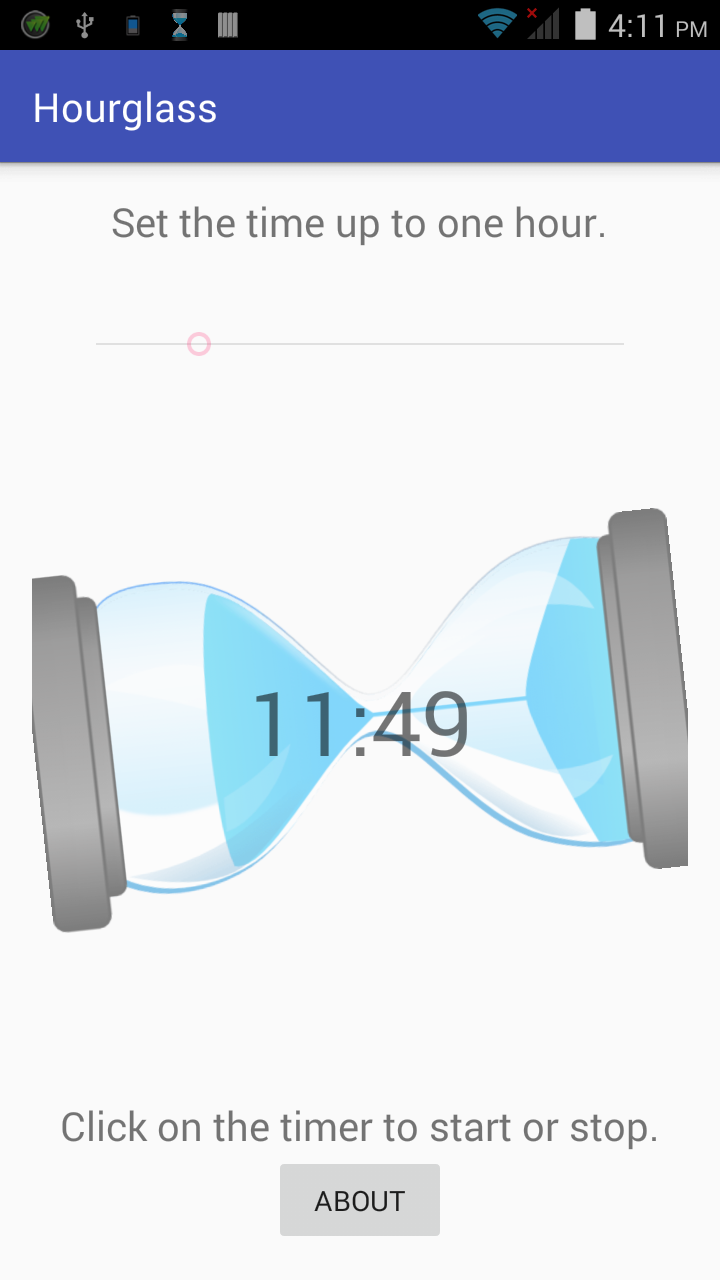 4:11 PM
Hourglass
Set the time up to one hour.
11:49
Click on the timer to start or stop.
ABOUT